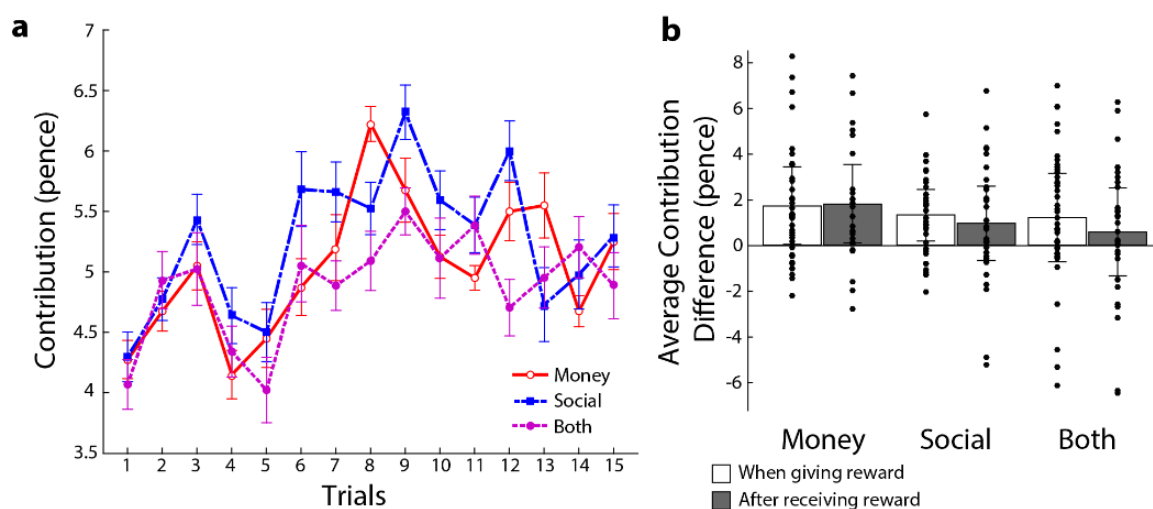 a
Contribution (pence)
7
6.5
6
5.5
5
4.5
4
3.5
1 2 3 4 5 6 7 8 9 10 11 12 13 14 15
Trials
Money
Social
Both
b
Average Contribution
Difference (pence)
8
6
4
2
0
-2
-4
-6
Money Social Both
When giving reward
After receiving reward